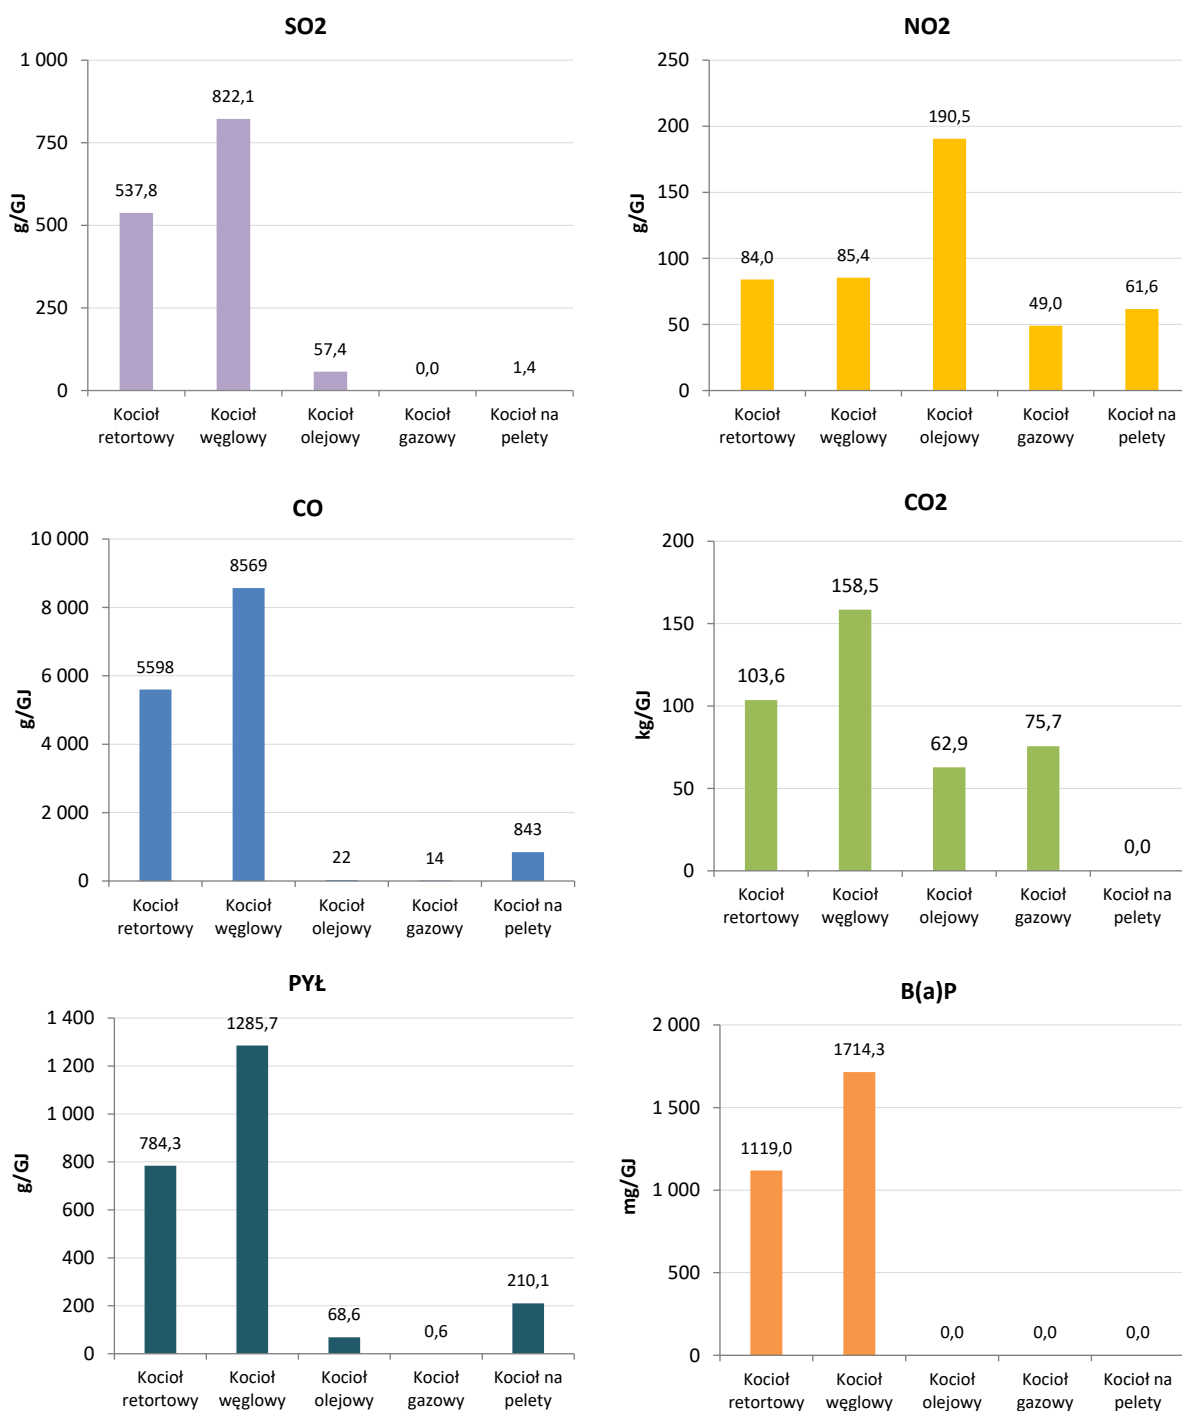 SO2
1 000
750
500
250
0
g/GJ
537,8
822,1
57,4
0,0
1,4
Kocioł
retortowy
Kocioł
węglowy
Kocioł
olejowy
Kocioł
gazowy
Kocioł na
pelety
NO2
250
200
150
100
50
0
g/GJ
84,0
85,4
190,5
49,0
61,6
Kocioł
retortowy
Kocioł
węglowy
Kocioł
olejowy
Kocioł
gazowy
Kocioł na
pelety
CO
10 000
8 000
6 000
4 000
2 000
0
g/GJ
5598
8569
22
14
843
Kocioł
retortowy
Kocioł
węglowy
Kocioł
olejowy
Kocioł
gazowy
Kocioł na
pelety
CO2
200
150
100
50
0
kg/GJ
103,6
158,5
62,9
75,7
0,0
Kocioł
retortowy
Kocioł
węglowy
Kocioł
olejowy
Kocioł
gazowy
Kocioł na
pelety
PYŁ
1 400
1 200
1 000
800
600
400
200
0
g/GJ
784,3
1285,7
68,6
0,6
210,1
Kocioł
retortowy
Kocioł
węglowy
Kocioł
olejowy
Kocioł
gazowy
Kocioł na
pelety
B(a)P
2 000
1 500
1 000
500
0
mg/GJ
1119,0
1714,3
0,0
0,0
0,0
Kocioł
retortowy
Kocioł
węglowy
Kocioł
olejowy
Kocioł
gazowy
Kocioł na
pelety